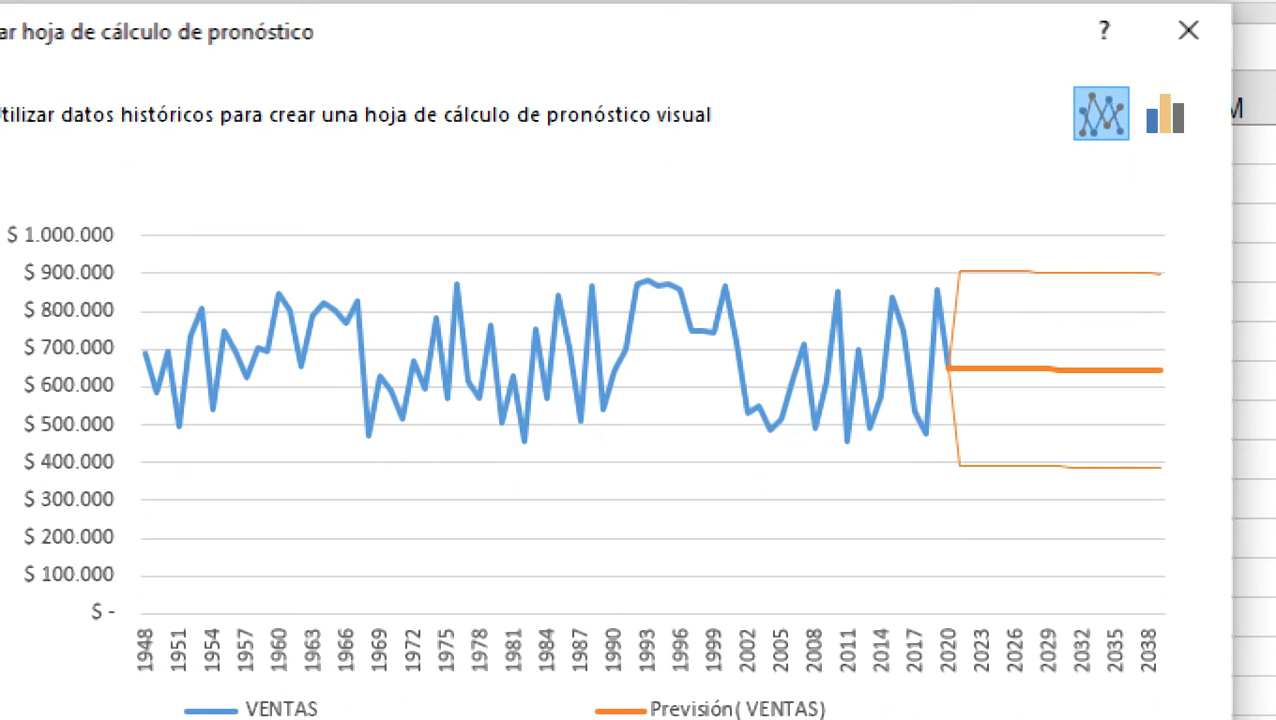 ar hoja de cálculo de pronóstico
?
tilizar datos históricos para crear una hoja de cálculo de pronóstico visual
M
$ 1.000.000
$ 900.000
$ 800.000
$ 700.000
$ 600.000
$ 500.000
$ 400.000
$ 300.000
$ 200.000
$ 100.000
$ -
1948 1951 1954 1957 1960 1963 1966 1969 1972 1975 1978 1981 1984 1987 1990 1993 1996 1999 2002 2005 2008 2011 2014 2017 2020 2023 2026 2029 2032 2035 2038
VENTAS Previsión( VENTAS)